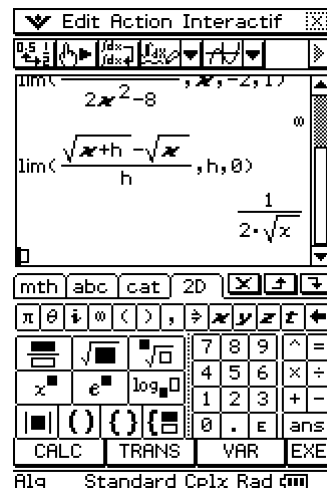 Edit Action Interactif
lim( ,x,-2,1)
2x²-8
∞
lim( (√(x+h) -√(x))/h ,h,0)
1/(2·√(x))
mth abc cat 2D
π θ i ∞ ( ) , ⇒ x y z t ←
7 8 9 ^ =
x■ e■ log■□ 4 5 6 × ÷
1 2 3 + -
|■| () {} 0 . E ans
CALC TRANS VAR EXE
Alg Standard Cplx Rad